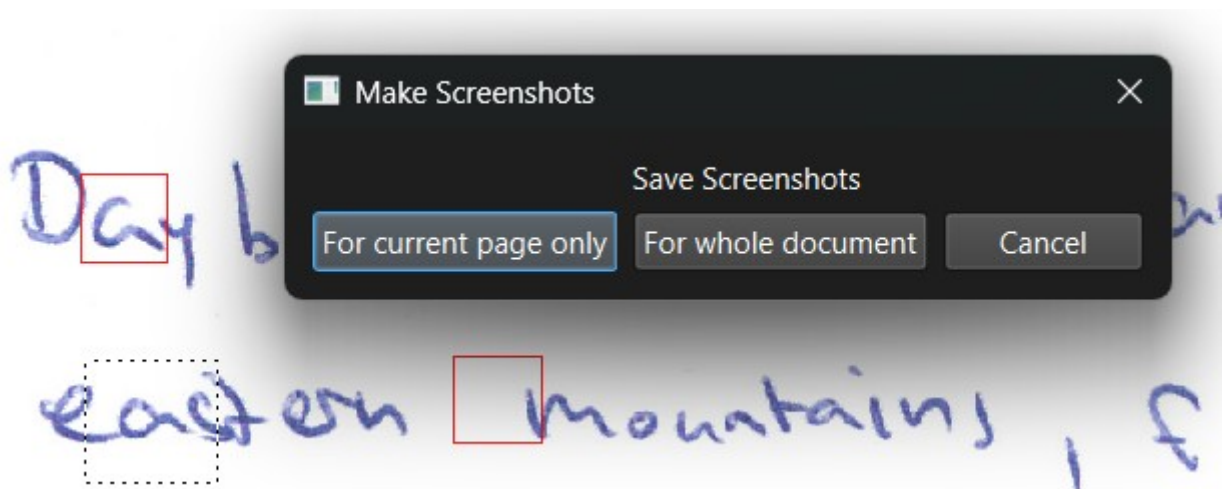 Make Screenshots
Save Screenshots
For current page only For whole document Cancel
Day
eastern mountains,